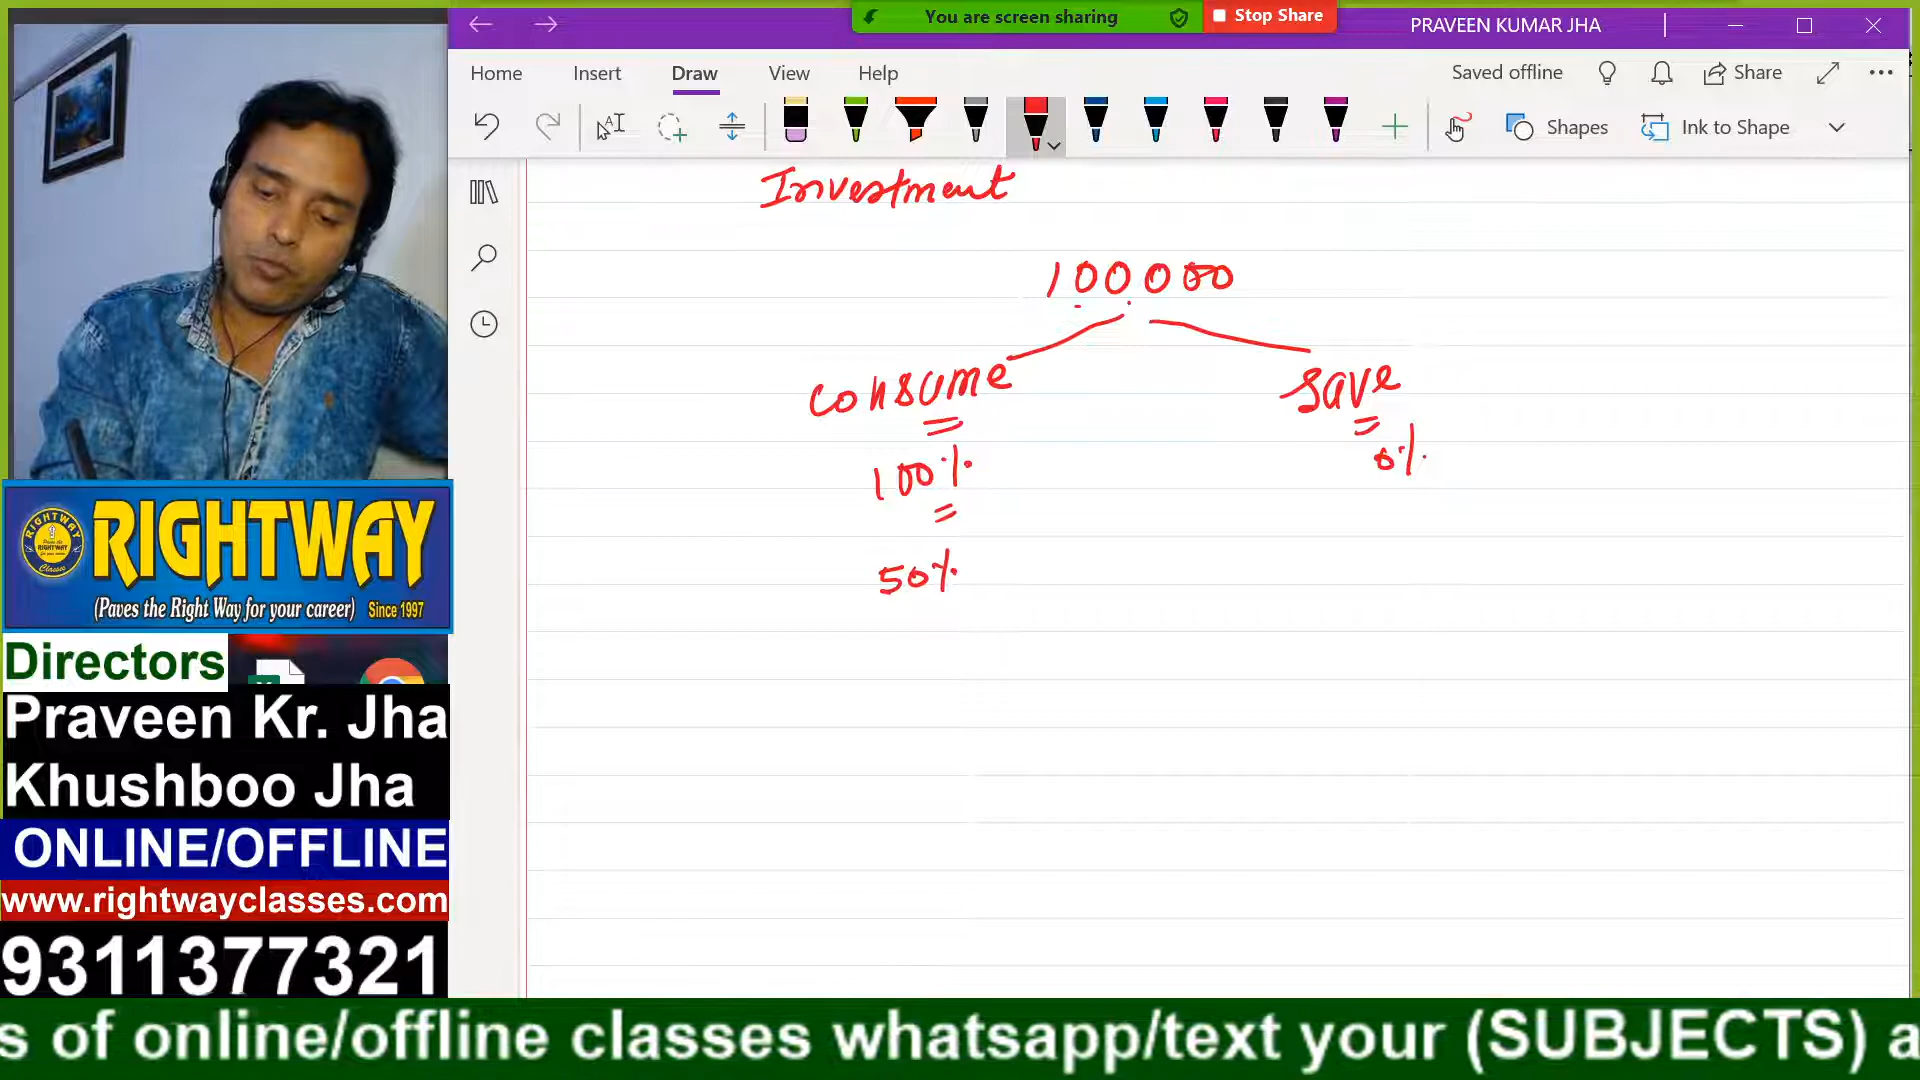 You are screen sharing
Stop Share
PRAVEEN KUMAR JHA
Home Insert Draw View Help
Saved offline Share
Shapes Ink to Shape
Investment
100000
Consume Save
100% 0%
50%
RIGHTWAY
(Paves the Right Way for your career) Since 1997
Directors
Praveen Kr. Jha
Khushboo Jha
ONLINE/OFFLINE
www.rightwayclasses.com
9311377321
s of online/offline classes whatsapp/text your (SUBJECTS) a